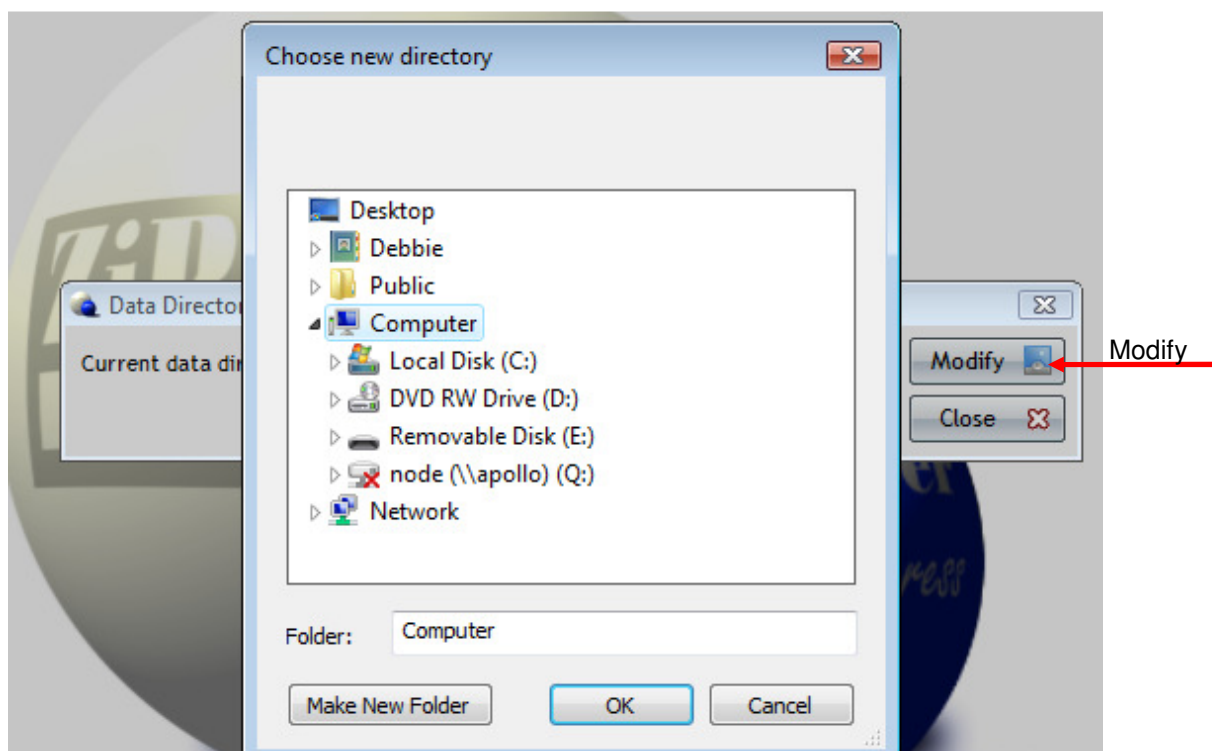 Choose new directory
Desktop
Debbie
Public
Data Director
Computer
Current data dir
Local Disk (C:)
Modify
Modify
DVD RW Drive (D:)
Close
Removable Disk (E:)
node (\\apollo) (Q:)
Network
Folder:
Computer
Make New Folder
OK
Cancel